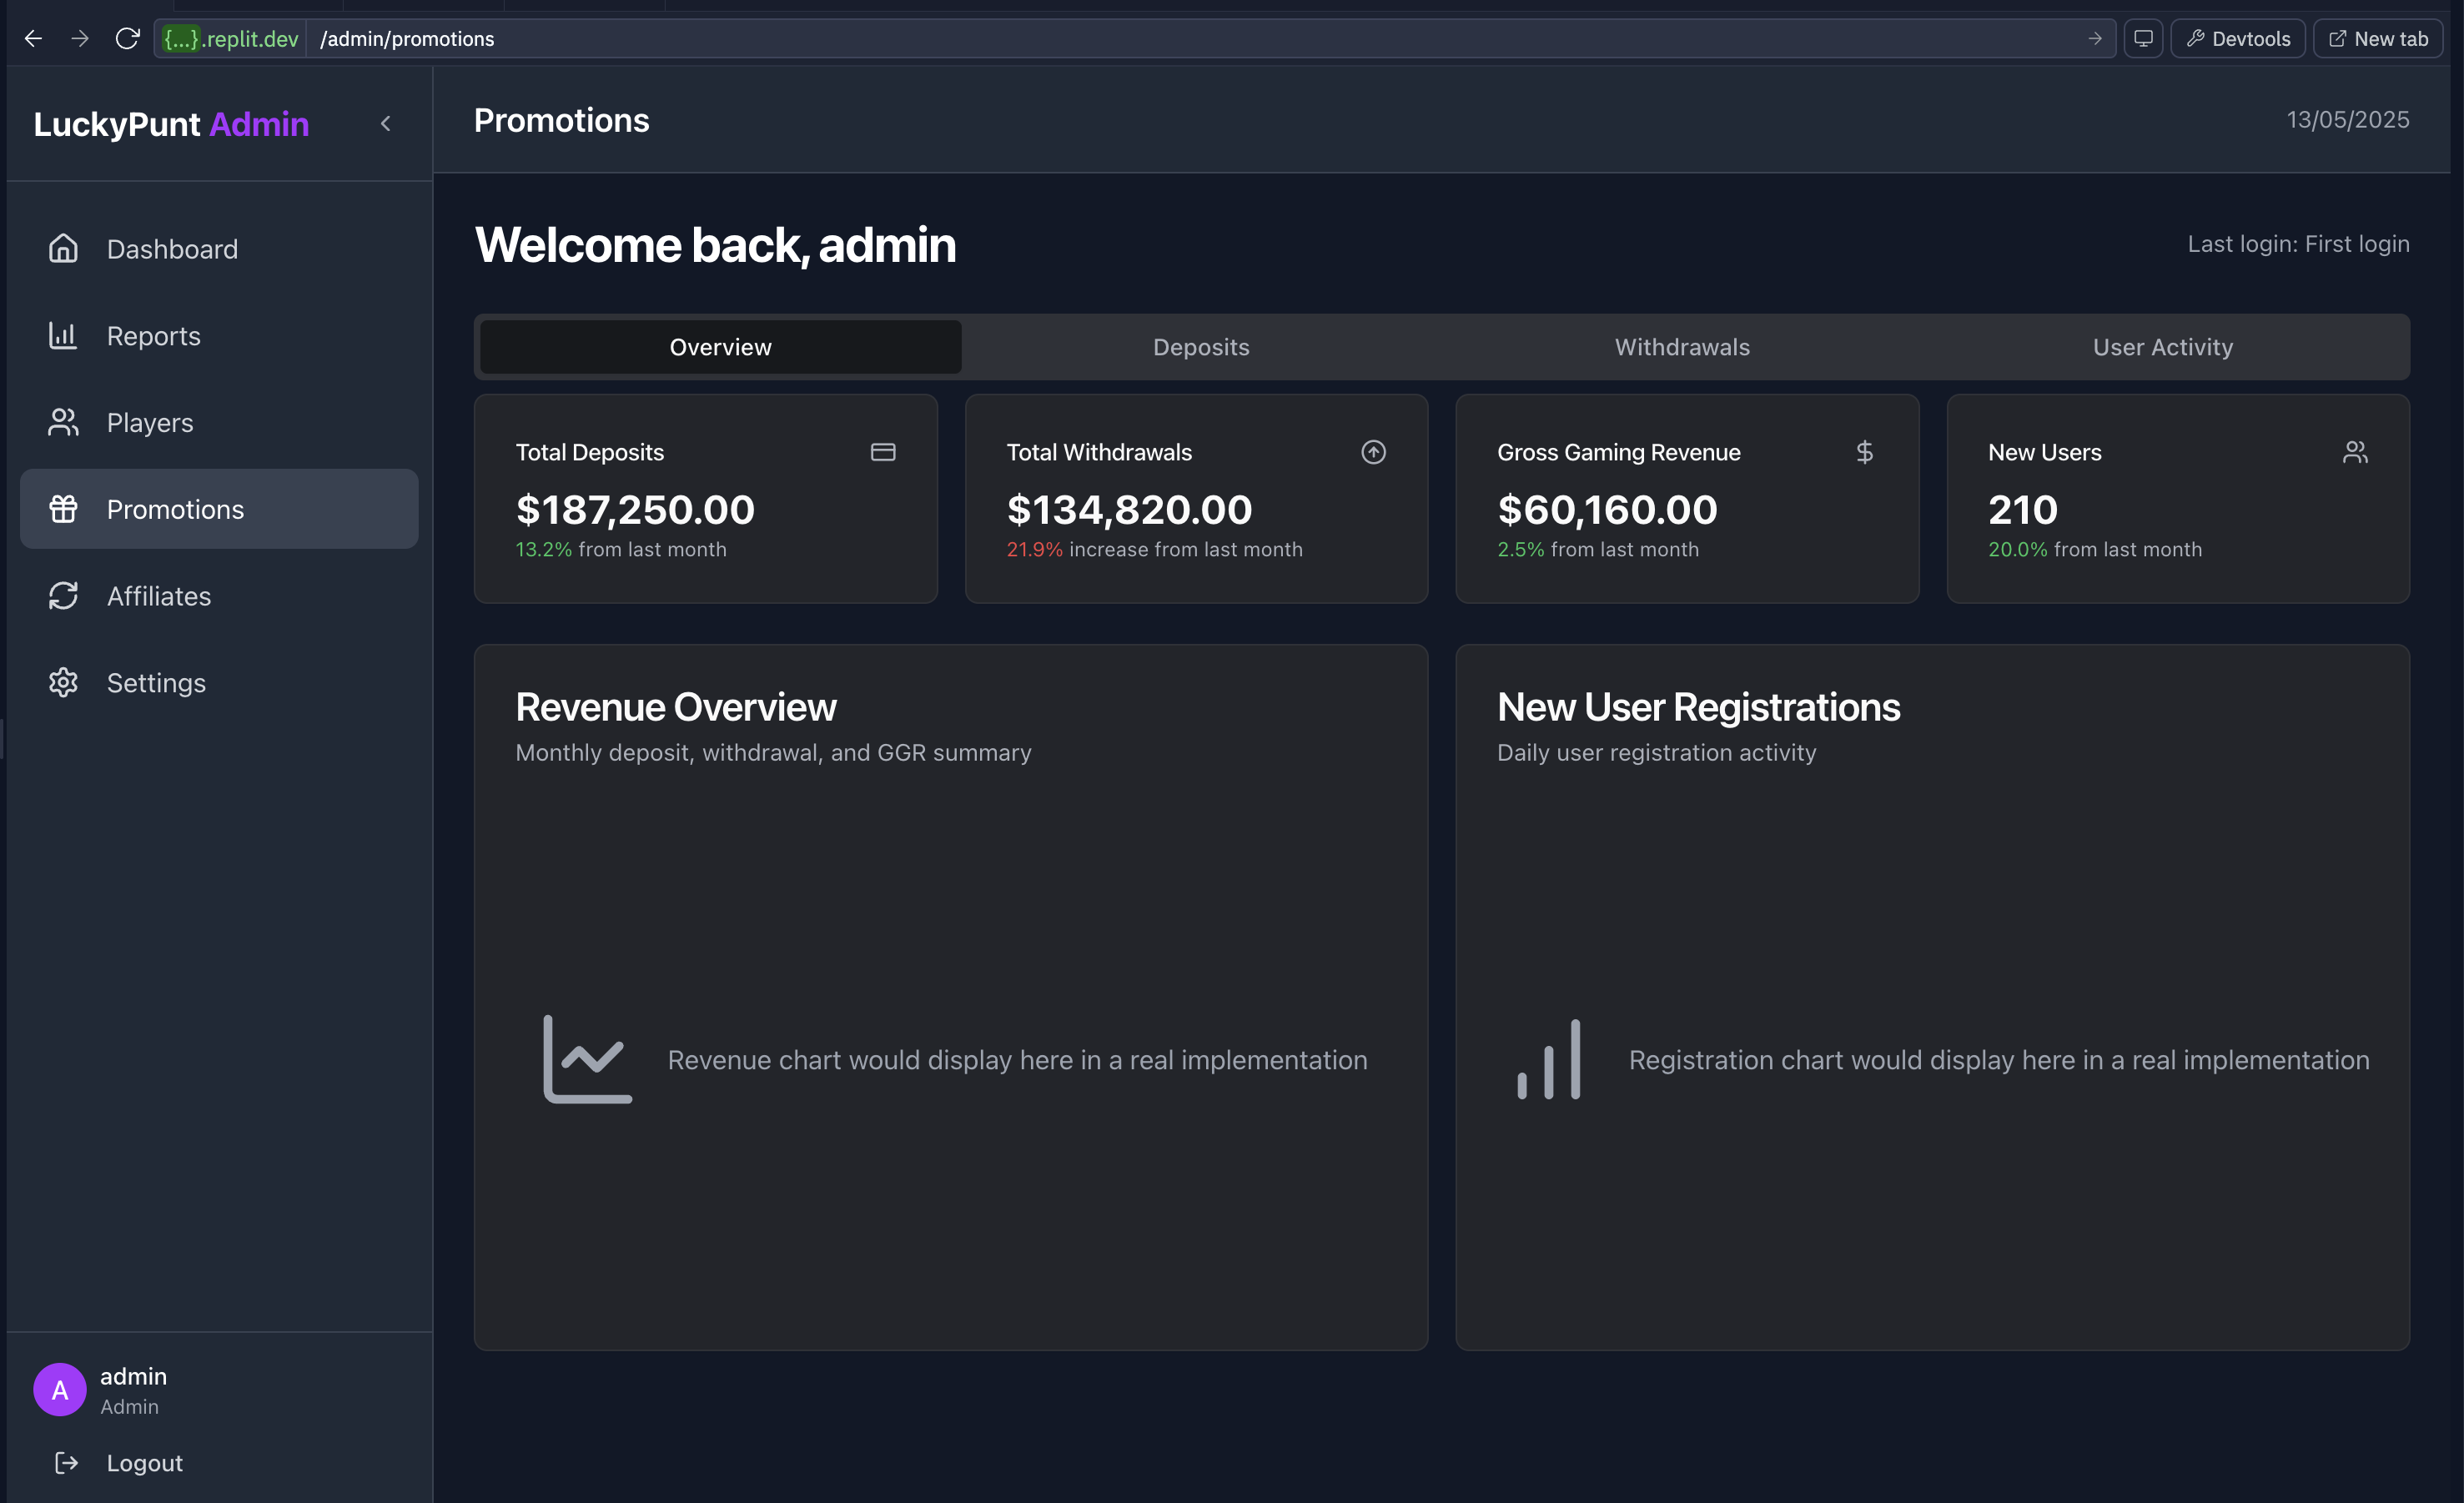 {...}.replit.dev /admin/promotions
Devtools
New tab
LuckyPunt Admin
Promotions
13/05/2025
Dashboard
Reports
Players
Promotions
Affiliates
Settings
admin
A
Admin
Logout
Welcome back, admin
Last login: First login
Overview
Deposits
Withdrawals
User Activity
Total Deposits
$187,250.00
13.2% from last month
Total Withdrawals
$134,820.00
21.9% increase from last month
Gross Gaming Revenue
$60,160.00
2.5% from last month
New Users
210
20.0% from last month
Revenue Overview
Monthly deposit, withdrawal, and GGR summary
Revenue chart would display here in a real implementation
New User Registrations
Daily user registration activity
Registration chart would display here in a real implementation